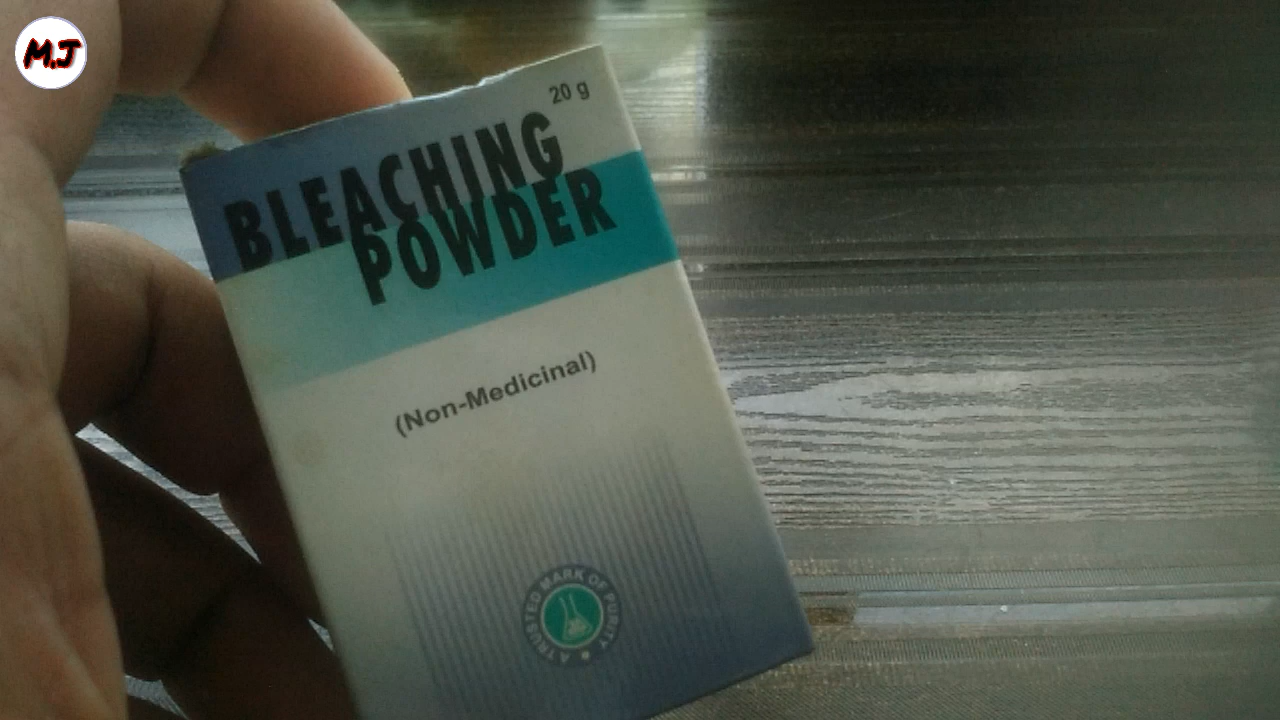 M.J
20 g
BLEACHING
POWDER
(Non-Medicinal)
A TRUSTED MARK OF PURITY